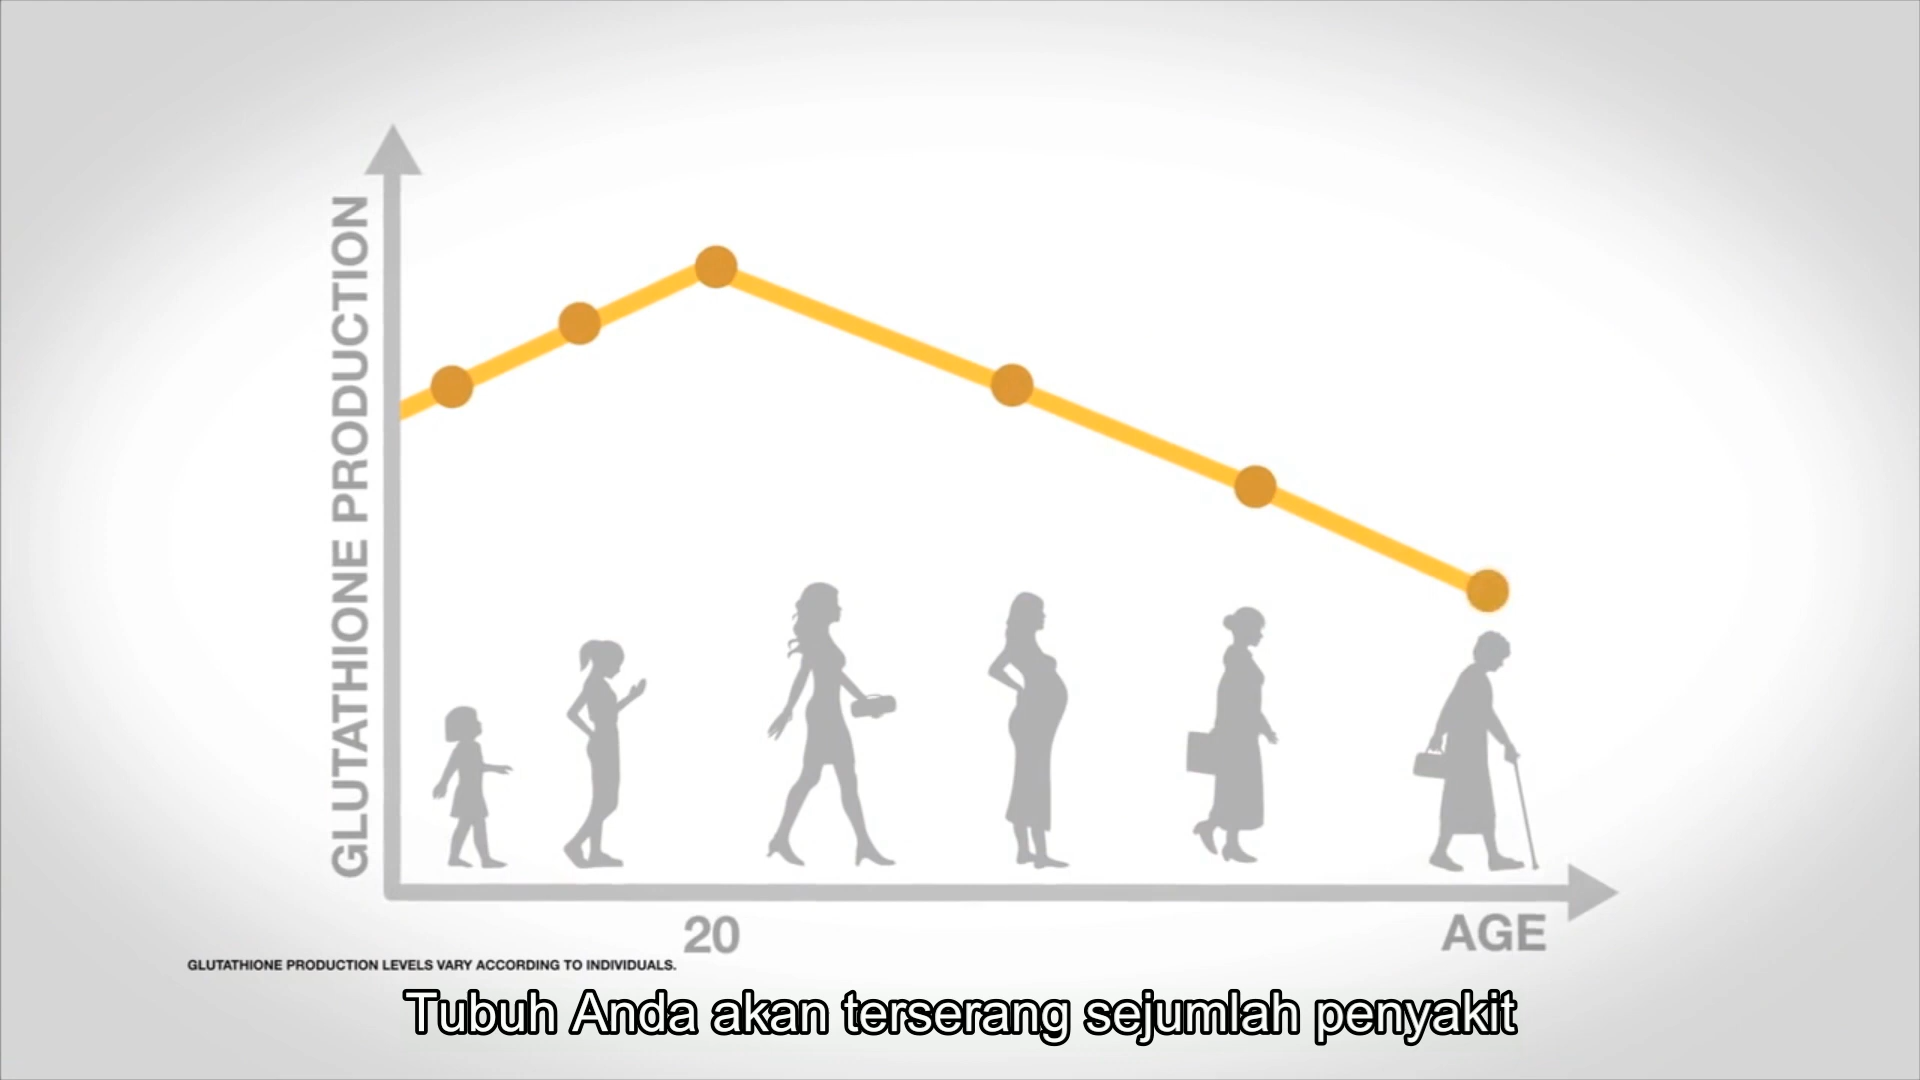 GLUTATHIONE PRODUCTION
20
AGE
GLUTATHIONE PRODUCTION LEVELS VARY ACCORDING TO INDIVIDUALS.
Tubuh Anda akan terserang sejumlah penyakit